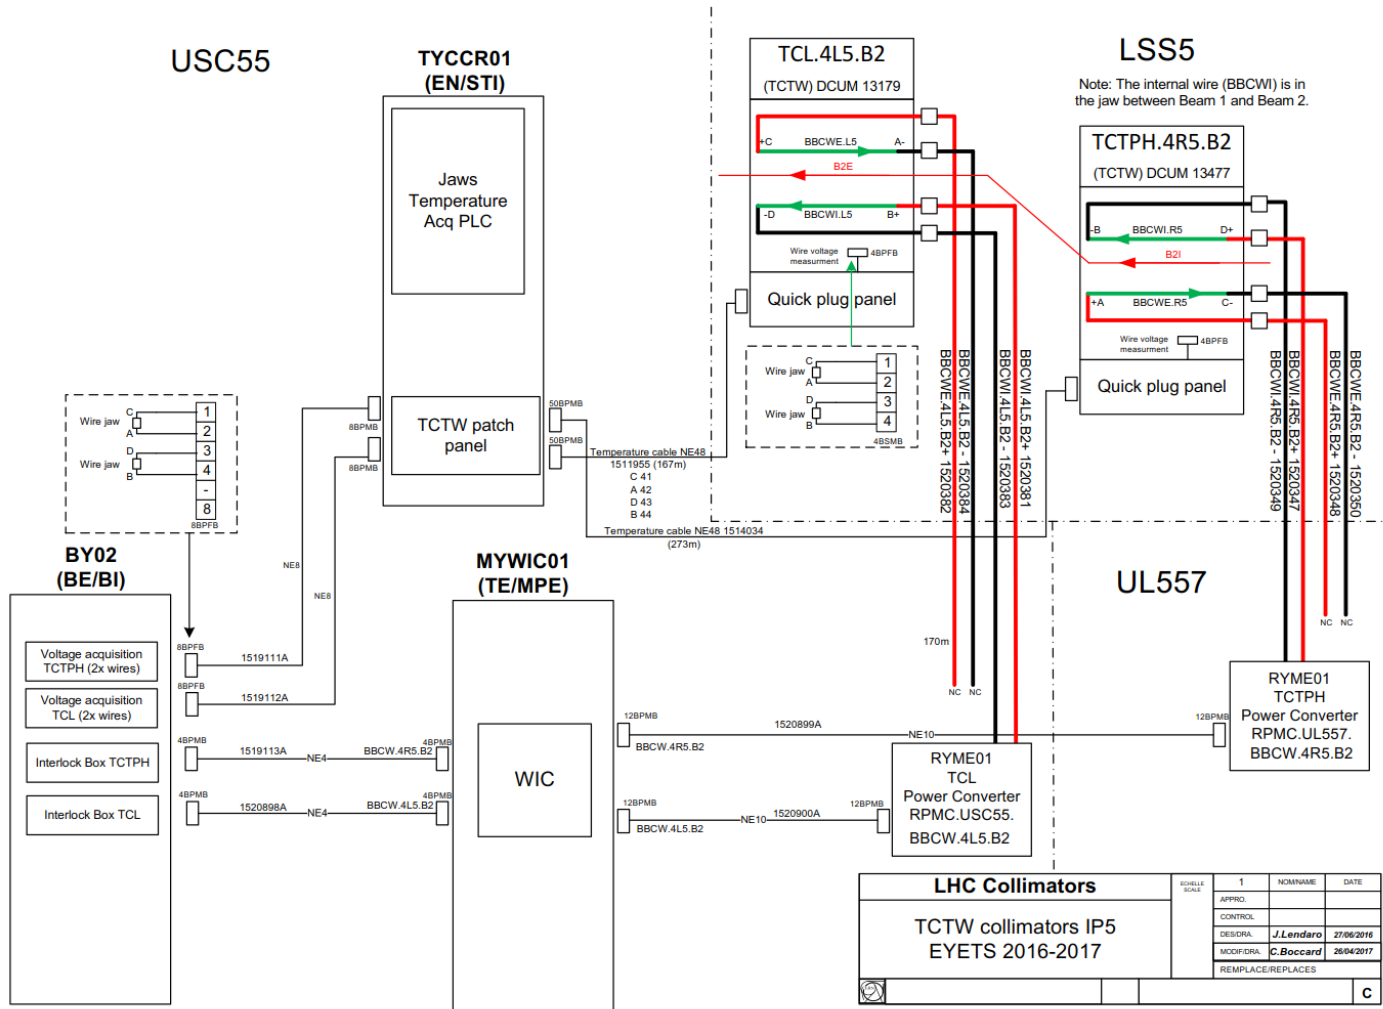 USC55
TYCCR01
(EN/STI)
Jaws
Temperature
Acq PLC
TCTW patch
panel
8BPMB
8BPMB
50BPMB
50BPMB
TCL.4L5.B2
(TCTW) DCUM 13179
+C
BBCWE.L5
A-
B2E
-D
BBCWI.L5
B+
Wire voltage
measurment
4BPFB
Quick plug panel
C
Wire jaw
A
D
Wire jaw
B
1
2
3
4
4BSMB
LSS5
Note: The internal wire (BBCWI) is in
the jaw between Beam 1 and Beam 2.
TCTPH.4R5.B2
(TCTW) DCUM 13477
-B
BBCWI.R5
D+
B2I
+A
BBCWE.R5
C-
Wire voltage
measurment
4BPFB
Quick plug panel
BBCWE.4L5.B2+ 1520382
BBCWE.4L5.B2 - 1520384
BBCWI.4L5.B2 - 1520383
BBCWI.4L5.B2+ 1520381
BBCWI.4R5.B2 - 1520349
BBCWI.4R5.B2+ 1520347
BBCWE.4R5.B2+ 1520348
BBCWE.4R5.B2 - 1520350
Temperature cable NE48
1511955 (167m)
C 41
A 42
D 43
B 44
Temperature cable NE48 1514034
(273m)
C
Wire jaw
A
D
Wire jaw
B
1
2
3
4
-
8
8BPFB
NE8
NE8
BY02
(BE/BI)
Voltage acquisition
TCTPH (2x wires)
8BPFB
1519111A
Voltage acquisition
TCL (2x wires)
8BPFB
1519112A
Interlock Box TCTPH
4BPMB
1519113A
NE4
BBCW.4R5.B2
4BPMB
Interlock Box TCL
4BPMB
1520898A
NE4
BBCW.4L5.B2
4BPMB
MYWIC01
(TE/MPE)
WIC
12BPMB
BBCW.4R5.B2
1520899A
NE10
12BPMB
12BPMB
BBCW.4L5.B2
NE10
1520900A
12BPMB
170m
NC
NC
RYME01
TCL
Power Converter
RPMC.USC55.
BBCW.4L5.B2
UL557
NC
NC
RYME01
TCTPH
Power Converter
RPMC.UL557.
BBCW.4R5.B2
LHC Collimators
TCTW collimators IP5
EYETS 2016-2017
ECHELLE
SCALE
1
NOM/NAME
DATE
APPRO.
CONTROL
DES/DRA.
J.Lendaro
27/06/2016
MODIF/DRA.
C.Boccard
26/04/2017
REMPLACE/REPLACES
C